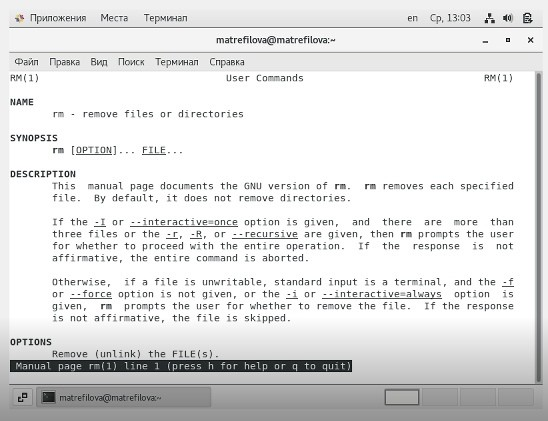 Приложения Места Терминал en Ср, 13:03
matrefilova@matrefilova:~
Файл Правка Вид Поиск Терминал Справка
RM(1) User Commands RM(1)
NAME
rm - remove files or directories
SYNOPSIS
rm [OPTION]... FILE...
DESCRIPTION
This manual page documents the GNU version of rm. rm removes each specified
file. By default, it does not remove directories.
If the -I or --interactive=once option is given, and there are more than
three files or the -r, -R, or --recursive are given, then rm prompts the user
for whether to proceed with the entire operation. If the response is not
affirmative, the entire command is aborted.
Otherwise, if a file is unwritable, standard input is a terminal, and the -f
or --force option is not given, or the -i or --interactive=always option is
given, rm prompts the user for whether to remove the file. If the response
is not affirmative, the file is skipped.
OPTIONS
Remove (unlink) the FILE(s).
Manual page rm(1) line 1 (press h for help or q to quit)
matrefilova@matrefilova:~